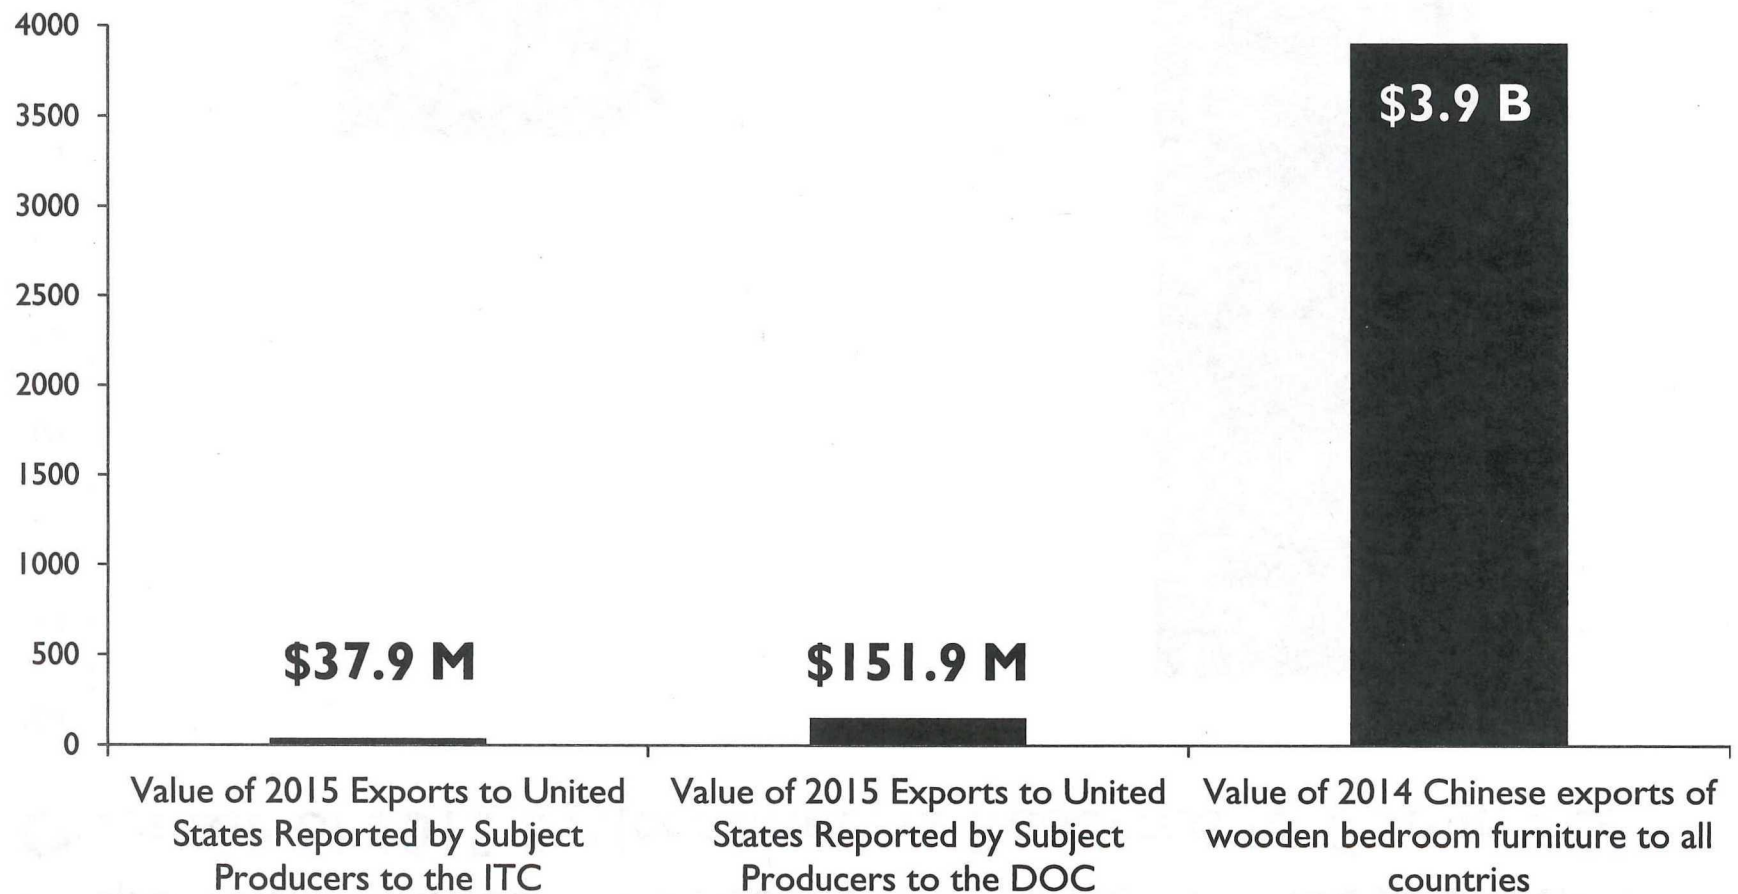 4000
3500
3000
2500
2000
1500
1000
500
0
$37.9 M
$151.9 M
$3.9 B
Value of 2015 Exports to United
States Reported by Subject
Producers to the ITC
Value of 2015 Exports to United
States Reported by Subject
Producers to the DOC
Value of 2014 Chinese exports of
wooden bedroom furniture to all
countries